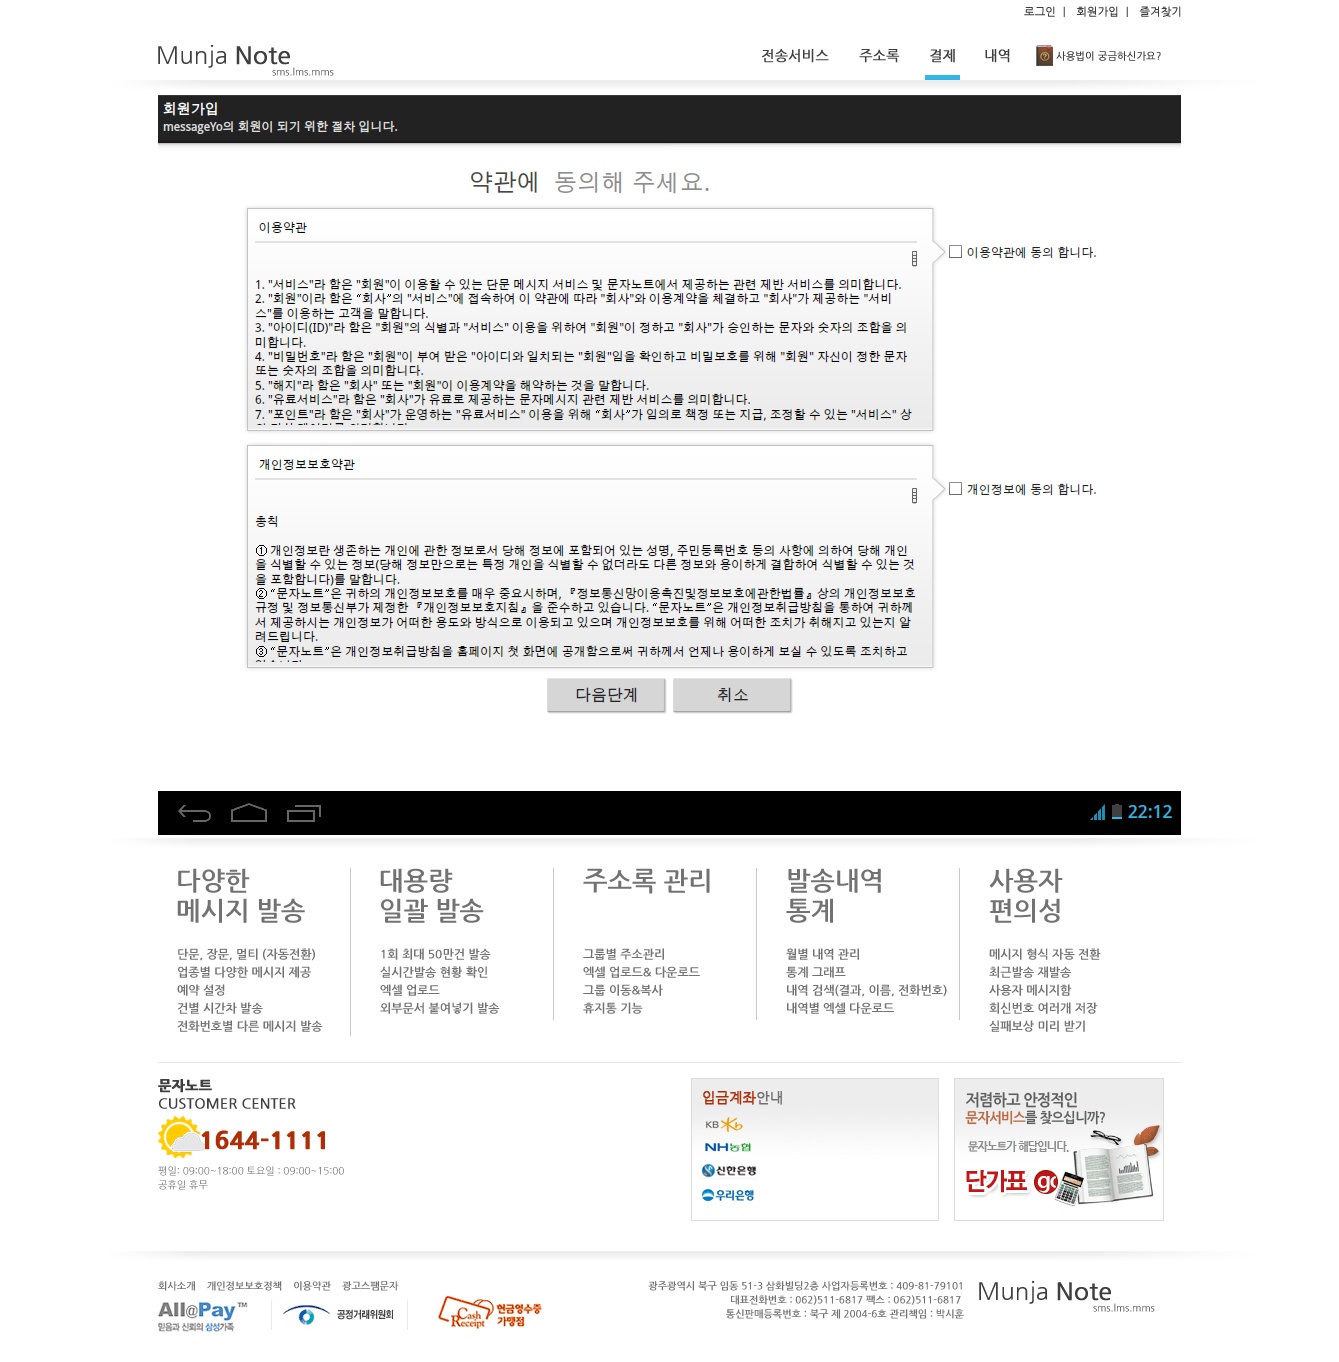 로그인 | 회원가입 | 즐겨찾기
Munja Note
sms.lms.mms
전송서비스 주소록 결제 내역 사용법이 궁금하신가요?
회원가입
messageYo의 회원이 되기 위한 절차 입니다.
약관에 동의해 주세요.
이용약관
이용약관에 동의 합니다.
1. "서비스"라 함은 "회원"이 이용할 수 있는 단문 메시지 서비스 및 문자노트에서 제공하는 관련 제반 서비스를 의미합니다.
2. "회원"이라 함은 “회사”의 "서비스"에 접속하여 이 약관에 따라 "회사"와 이용계약을 체결하고 "회사"가 제공하는 "서비
스"를 이용하는 고객을 말합니다.
3. "아이디(ID)"라 함은 "회원"의 식별과 "서비스" 이용을 위하여 "회원"이 정하고 "회사"가 승인하는 문자와 숫자의 조합을 의
미합니다.
4. "비밀번호"라 함은 "회원"이 부여 맏은 "아이디와 일치되는 "회원"임을 확인하고 비밀보호를 위해 "회원" 자신이 정한 문자
또는 숫자의 조합을 의미합니다.
5. "해지"라 함은 "회사" 또는 "회원"이 이용계약을 해약하는 것을 말합니다.
6. "유료서비스"라 함은 "회사"가 유료로 제공하는 문자메시지 관련 제반 서비스를 의미합니다.
7. "포인트"라 함은 "회사"가 운영하는 "유료서비스" 이용을 위해 “회사”가 임의로 책정 또는 지급, 조정할 수 있는 "서비스" 상
개인정보보호약관
개인정보에 동의 합니다.
총칙
① 개인정보란 생존하는 개인에 관한 정보로서 당해 정보에 포함되어 있는 성명, 주민등록번호 등의 사항에 의하여 당해 개인
을 식별할 수 있는 정보(당해 정보만으로는 특정 개인을 식별할 수 없더라도 다른 정보와 용이하게 결합하여 식별할 수 있는 것
을 포함합니다)를 말합니다.
② “문자노트”은 귀하의 개인정보보호를 매우 중요시하며, 『정보통신망이용촉진및정보보호에관한법률』상의 개인정보보호
규정 및 정보통신부가 제정한 『개인정보보호지침』을 준수하고 있습니다. “문자노트”은 개인정보취급방침을 통하여 귀하께
서 제공하시는 개인정보가 어떠한 용도와 방식으로 이용되고 있으며 개인정보보호를 위해 어떠한 조치가 취해지고 있는지 알
려드립니다.
③ “문자노트”은 개인정보취급방침을 홈페이지 첫 화면에 공개함으로써 귀하께서 언제나 용이하게 보실 수 있도록 조치하고
다음단계 취소
22:12
다양한
메시지 발송
단문, 장문, 멀티 (자동전환)
업종별 다양한 메시지 제공
예약 설정
건별 시간차 발송
전화번호별 다른 메시지 발송
대용량
일괄 발송
1회 최대 50만건 발송
실시간발송 현황 확인
엑셀 업로드
외부문서 붙여넣기 발송
주소록 관리
그룹별 주소관리
엑셀 업로드& 다운로드
그룹 이동&복사
휴지통 기능
발송내역
통계
월별 내역 관리
통계 그래프
내역 검색(결과, 이름, 전화번호)
내역별 엑셀 다운로드
사용자
편의성
메시지 형식 자동 전환
최근발송 재발송
사용자 메시지함
회신번호 여러개 저장
실패보상 미리 받기
문자노트
CUSTOMER CENTER
1644-1111
평일: 09:00~18:00 토요일 : 09:00~15:00
공휴일 휴무
입금계좌안내
KB
NH농협
신한은행
우리은행
저렴하고 안정적인
문자서비스를 찾으십니까?
문자노트가 해답입니다.
단가표 go
회사소개 개인정보보호정책 이용약관 광고스팸문자
All@Pay™
믿음과 신뢰의 삼성가족
공정거래위원회
Cash Receipt
현금영수증
가맹점
광주광역시 북구 임동 51-3 삼화빌딩2층 사업자등록번호 : 409-81-79101
대표전화번호 : 062)511-6817 팩스 : 062)511-6817
통신판매등록번호 : 북구 제 2004-6호 관리책임 : 박시훈
Munja Note
sms.lms.mms